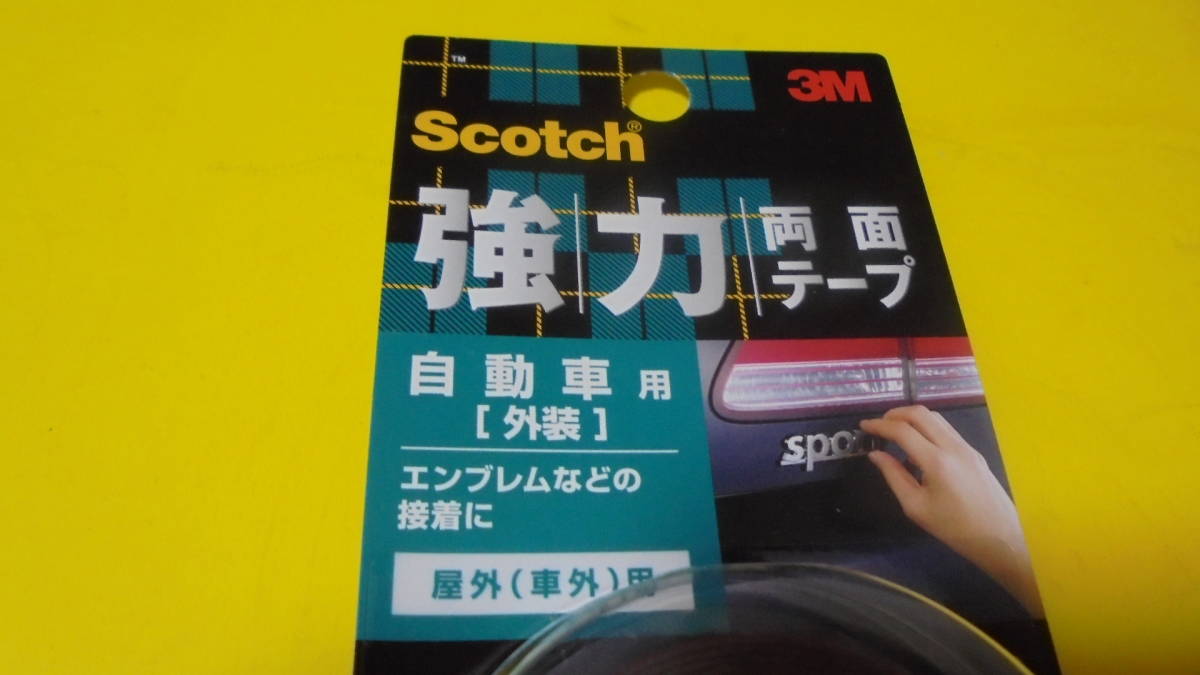 ™
3M
Scotch®
強力 両面
テープ
自動車用
[外装]
エンブレムなどの
接着に
屋外(車外)用